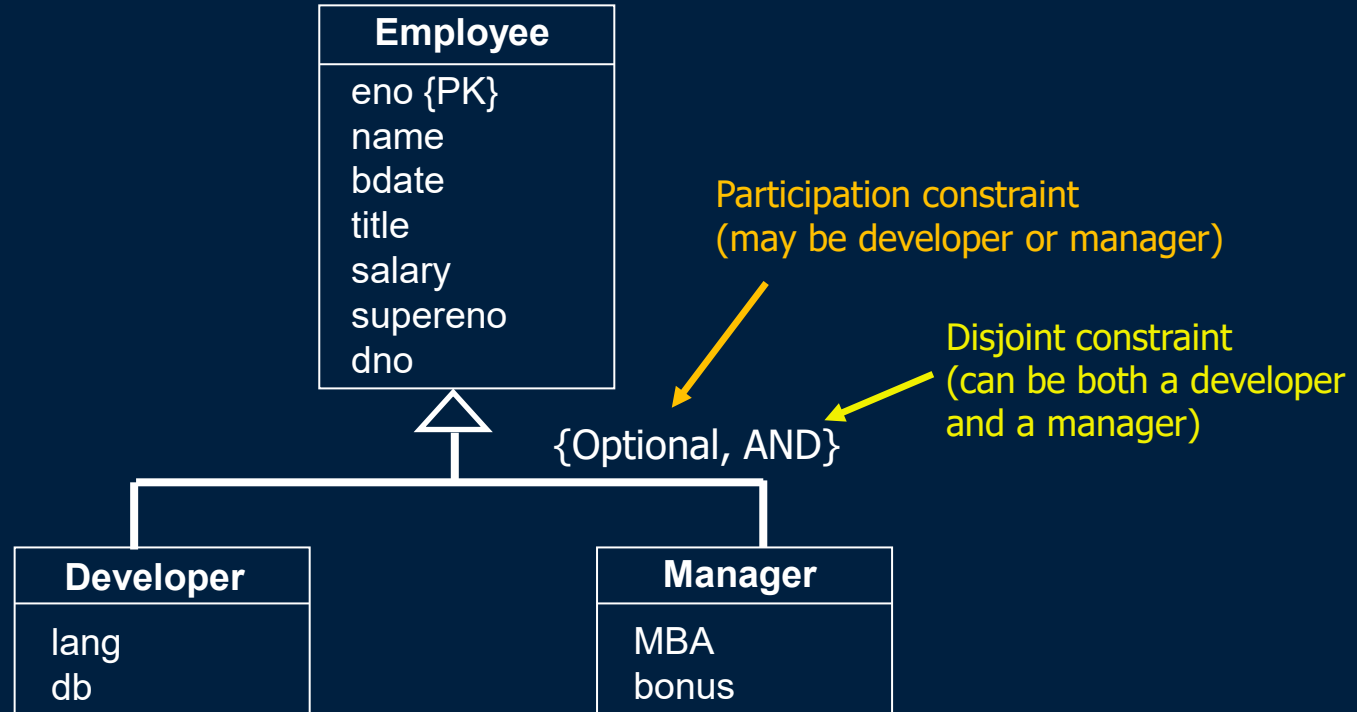 Employee
eno {PK}
name
bdate
title
salary
supereno
dno
Participation constraint
(may be developer or manager)
Disjoint constraint
(can be both a developer
and a manager)
{Optional, AND}
Developer
lang
db
Manager
MBA
bonus